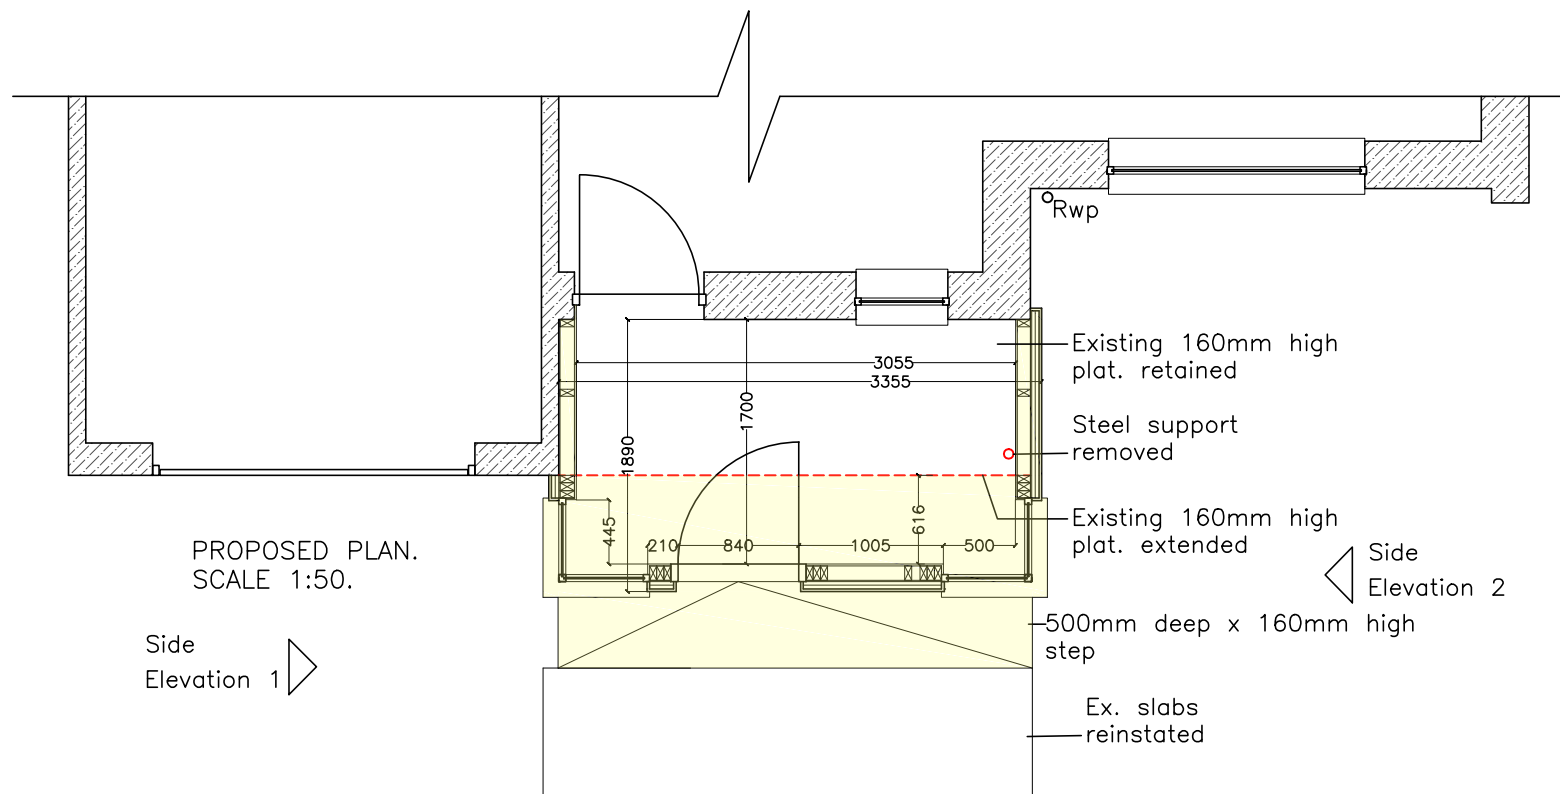 Rwp
Existing 160mm high
plat. retained
3055
3355
1700
1890
Steel support
removed
445
616
210
840
1005
500
Existing 160mm high
plat. extended
PROPOSED PLAN.
SCALE 1:50.
Side
Elevation 2
500mm deep x 160mm high
step
Side
Elevation 1
Ex. slabs
reinstated